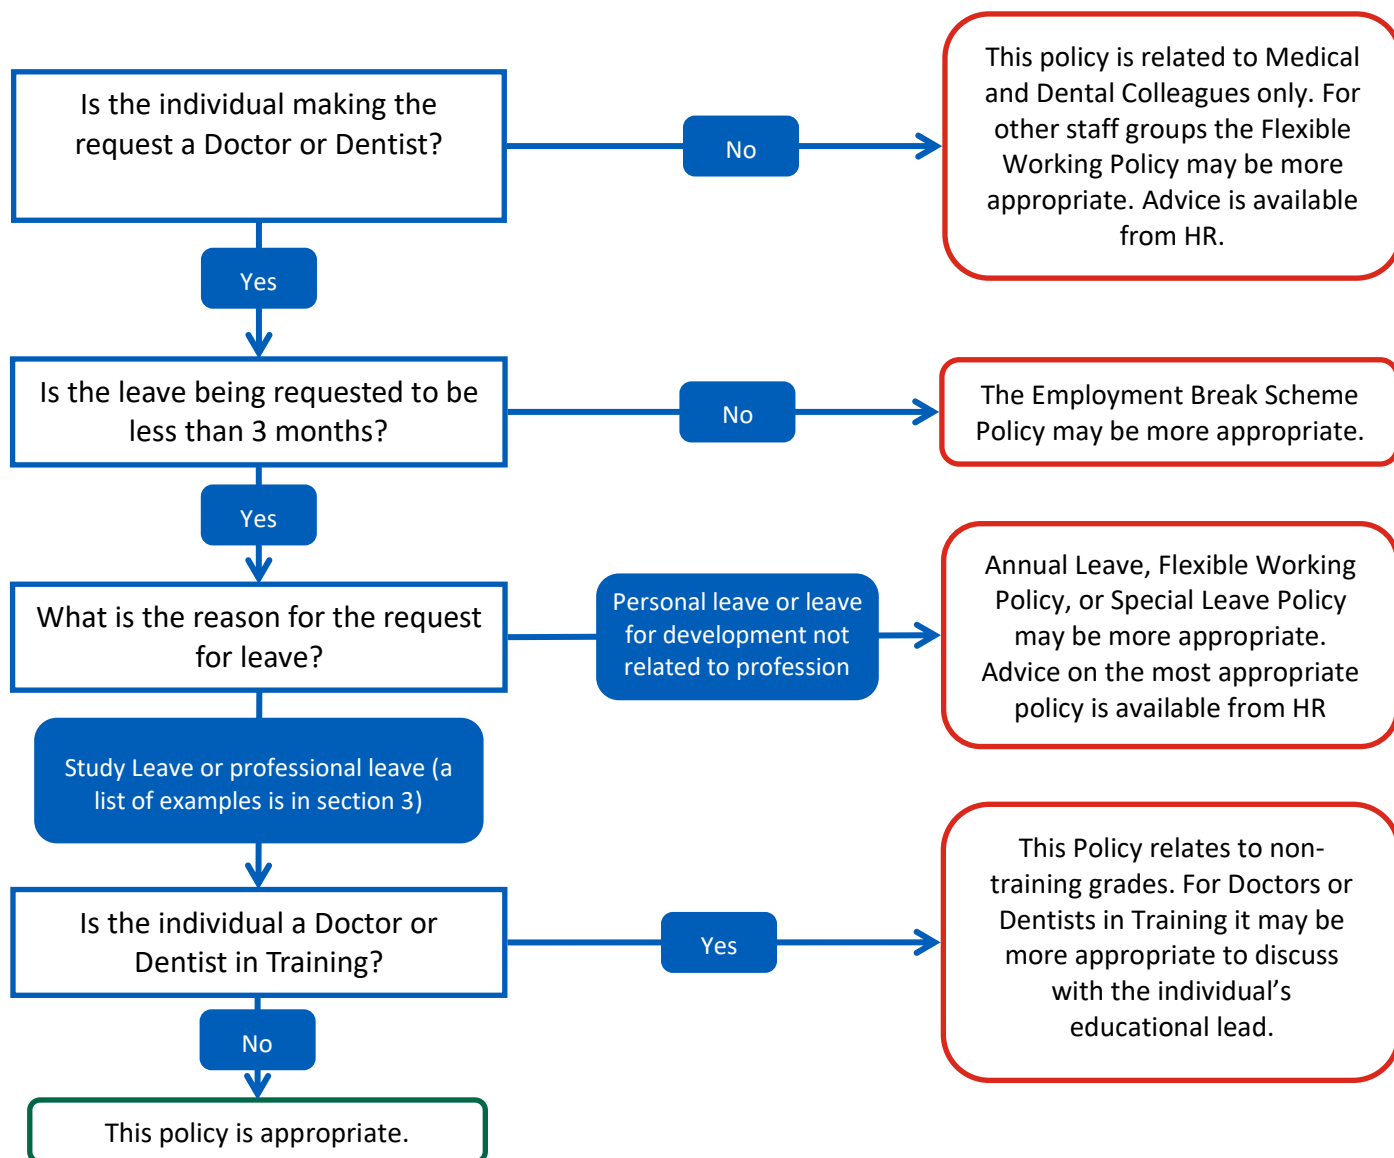 Is the individual making the
request a Doctor or Dentist?
No
This policy is related to Medical
and Dental Colleagues only. For
other staff groups the Flexible
Working Policy may be more
appropriate. Advice is available
from HR.
Yes
Is the leave being requested to be
less than 3 months?
No
The Employment Break Scheme
Policy may be more appropriate.
Yes
What is the reason for the request
for leave?
Personal leave or leave
for development not
related to profession
Annual Leave, Flexible Working
Policy, or Special Leave Policy
may be more appropriate.
Advice on the most appropriate
policy is available from HR
Study Leave or professional leave (a
list of examples is in section 3)
Is the individual a Doctor or
Dentist in Training?
Yes
This Policy relates to non-
training grades. For Doctors or
Dentists in Training it may be
more appropriate to discuss
with the individual’s
educational lead.
No
This policy is appropriate.